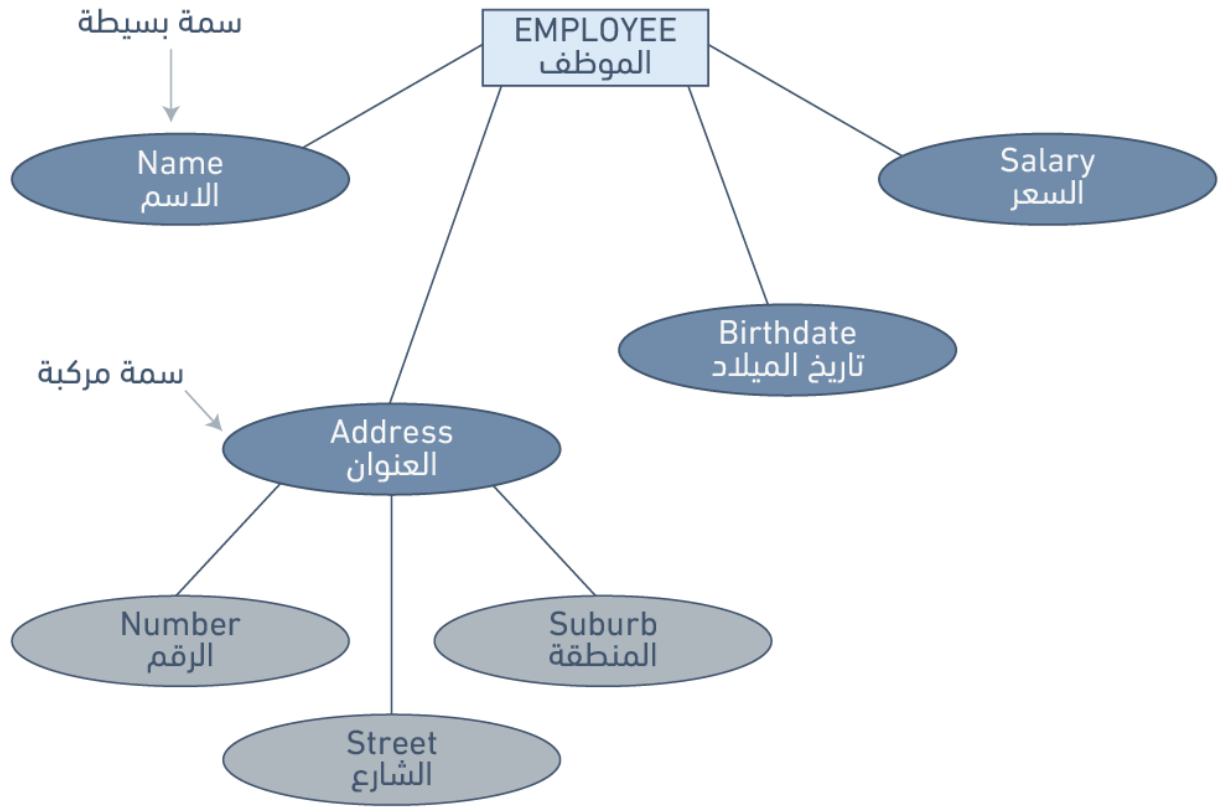 سمة بسيطة
EMPLOYEE
الموظف
Name
الاسم
Salary
السعر
Birthdate
تاريخ الميلاد
سمة مركبة
Address
العنوان
Number
الرقم
Suburb
المنطقة
Street
الشارع